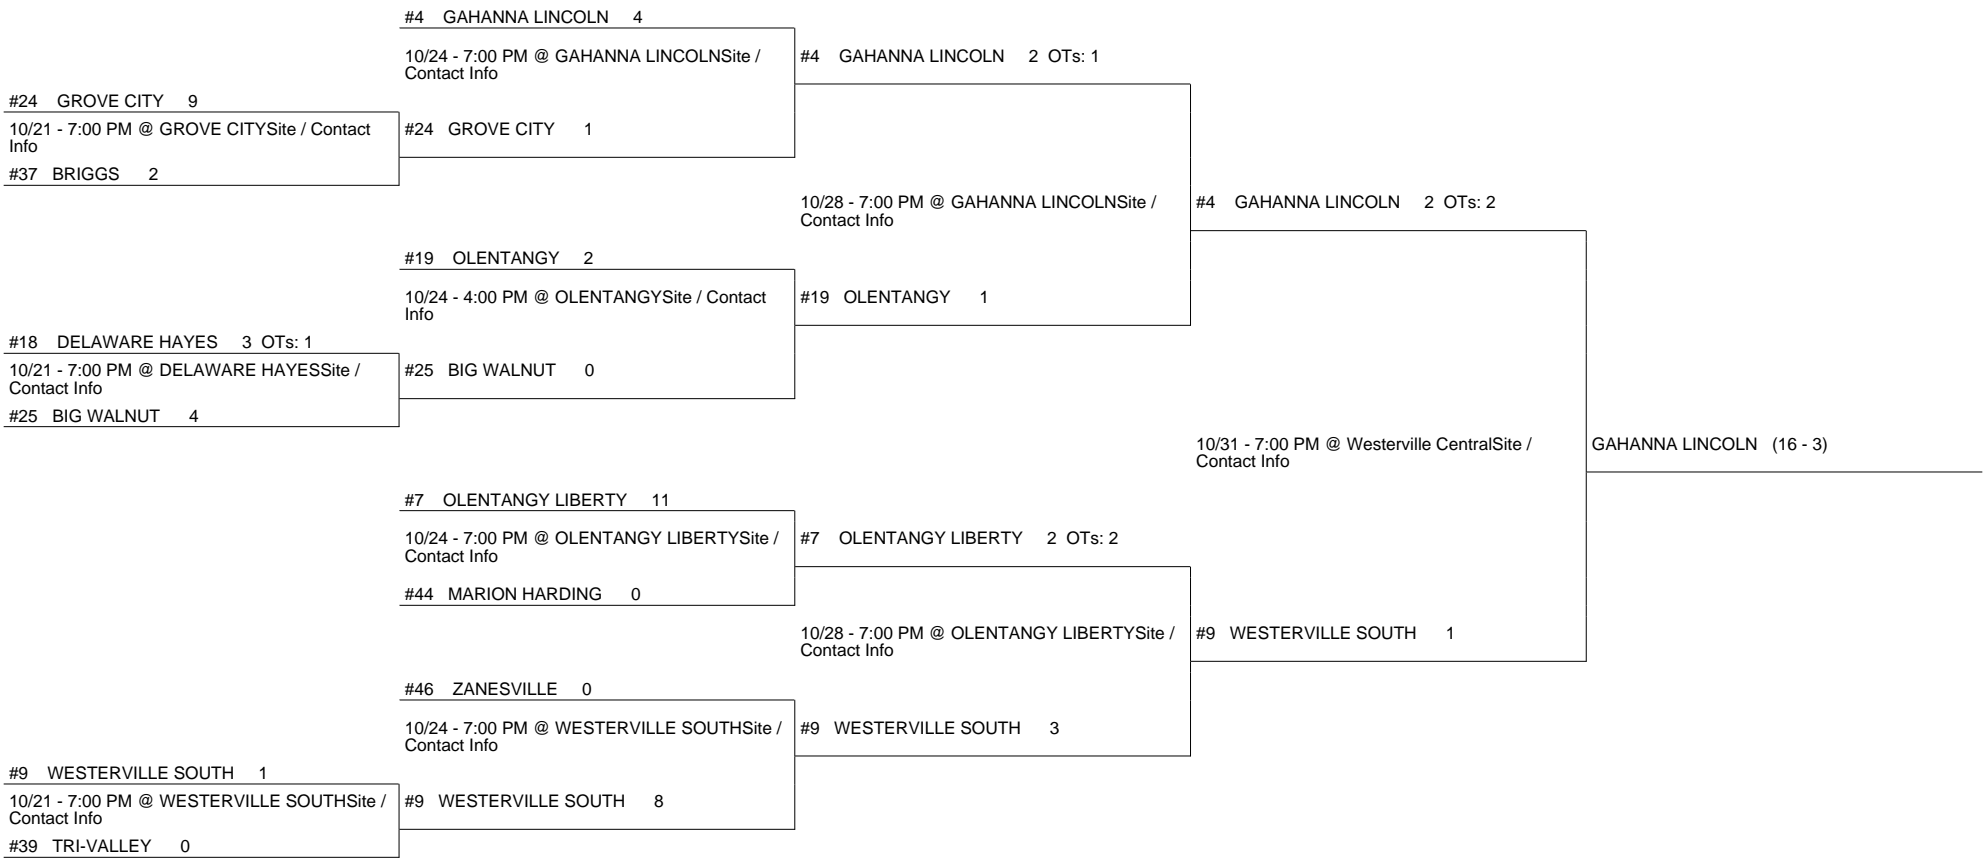 #4 GAHANNA LINCOLN 4
10/24 - 7:00 PM @ GAHANNA LINCOLNSite /
Contact Info
#4 GAHANNA LINCOLN 2 OTs: 1
#24 GROVE CITY 9
10/21 - 7:00 PM @ GROVE CITYSite / Contact
Info
#24 GROVE CITY 1
#37 BRIGGS 2
10/28 - 7:00 PM @ GAHANNA LINCOLNSite /
Contact Info
#4 GAHANNA LINCOLN 2 OTs: 2
#19 OLENTANGY 2
10/24 - 4:00 PM @ OLENTANGYSite / Contact
Info
#19 OLENTANGY 1
#18 DELAWARE HAYES 3 OTs: 1
10/21 - 7:00 PM @ DELAWARE HAYESSite /
Contact Info
#25 BIG WALNUT 0
#25 BIG WALNUT 4
10/31 - 7:00 PM @ Westerville CentralSite /
Contact Info
GAHANNA LINCOLN (16 - 3)
#7 OLENTANGY LIBERTY 11
10/24 - 7:00 PM @ OLENTANGY LIBERTYSite /
Contact Info
#7 OLENTANGY LIBERTY 2 OTs: 2
#44 MARION HARDING 0
10/28 - 7:00 PM @ OLENTANGY LIBERTYSite /
Contact Info
#9 WESTERVILLE SOUTH 1
#46 ZANESVILLE 0
10/24 - 7:00 PM @ WESTERVILLE SOUTHSite /
Contact Info
#9 WESTERVILLE SOUTH 3
#9 WESTERVILLE SOUTH 1
10/21 - 7:00 PM @ WESTERVILLE SOUTHSite /
Contact Info
#9 WESTERVILLE SOUTH 8
#39 TRI-VALLEY 0